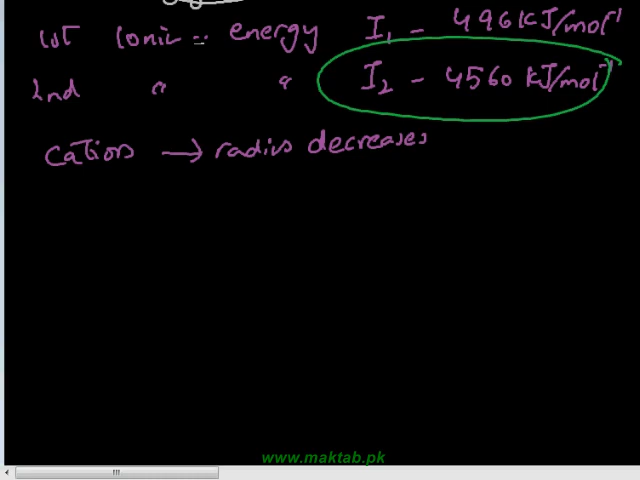 1st Ionic energy I₁ - 496 KJ/mol⁻¹
2nd " " I₂ - 4560 KJ/mol⁻¹
Cations → radius decreases
www.maktab.pk